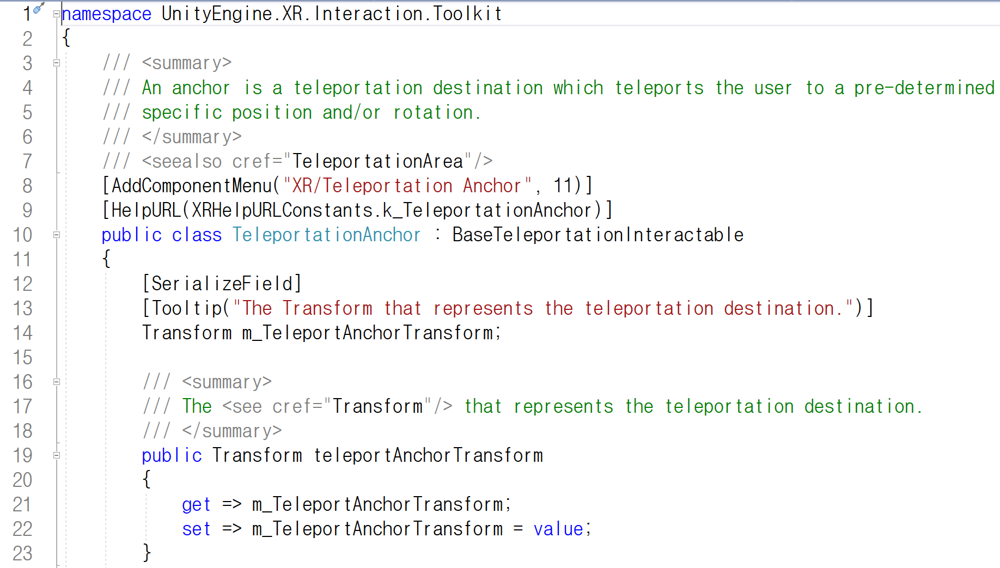 1 namespace UnityEngine.XR.Interaction.Toolkit
2 {
3 /// <summary>
4 /// An anchor is a teleportation destination which teleports the user to a pre-determined
5 /// specific position and/or rotation.
6 /// </summary>
7 /// <seealso cref="TeleportationArea"/>
8 [AddComponentMenu("XR/Teleportation Anchor", 11)]
9 [HelpURL(XRHelpURLConstants.k_TeleportationAnchor)]
10 public class TeleportationAnchor : BaseTeleportationInteractable
11 {
12 [SerializeField]
13 [Tooltip("The Transform that represents the teleportation destination.")]
14 Transform m_TeleportAnchorTransform;
15
16 /// <summary>
17 /// The <see cref="Transform"/> that represents the teleportation destination.
18 /// </summary>
19 public Transform teleportAnchorTransform
20 {
21 get => m_TeleportAnchorTransform;
22 set => m_TeleportAnchorTransform = value;
23 }